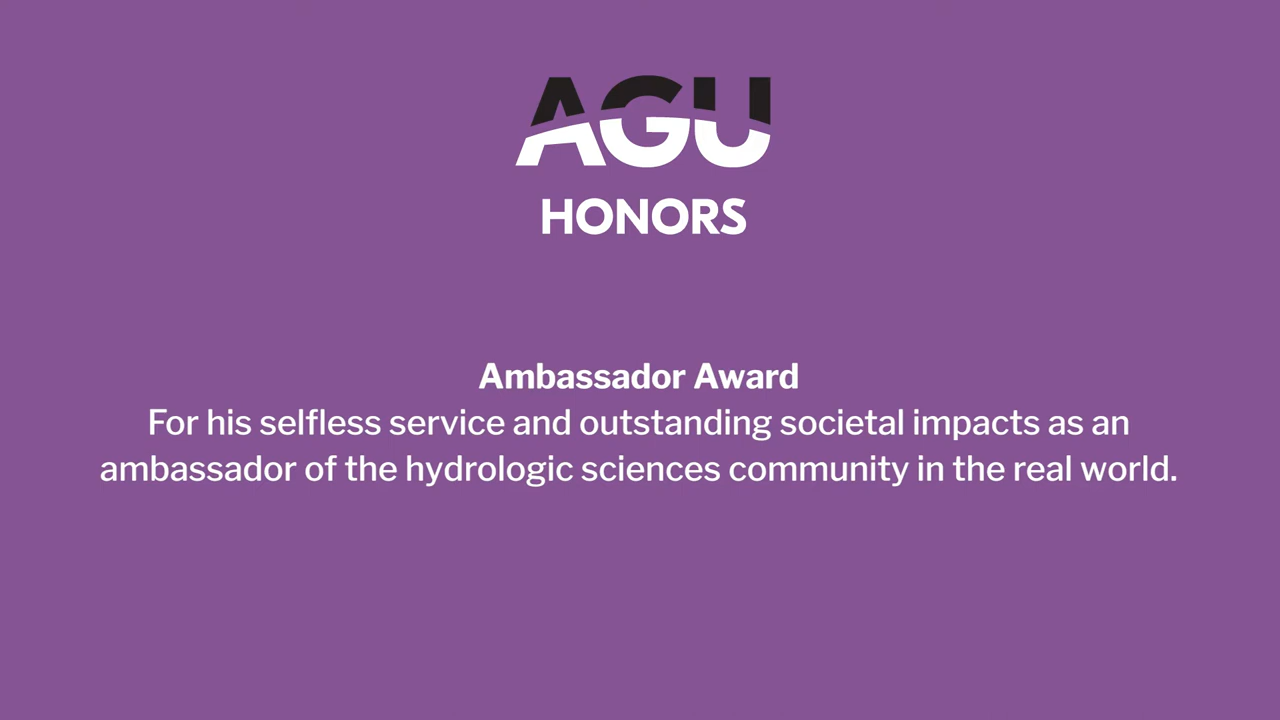 AGU
HONORS
Ambassador Award
For his selfless service and outstanding societal impacts as an
ambassador of the hydrologic sciences community in the real world.